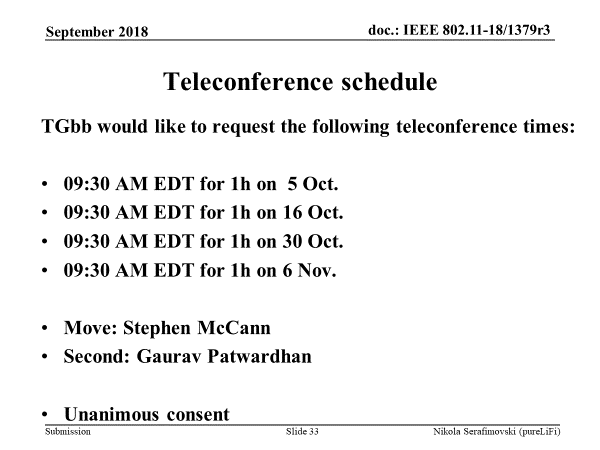 September 2018 doc.: IEEE 802.11-18/1379r3
Teleconference schedule
TGbb would like to request the following teleconference times:
• 09:30 AM EDT for 1h on  5 Oct.
• 09:30 AM EDT for 1h on 16 Oct.
• 09:30 AM EDT for 1h on 30 Oct.
• 09:30 AM EDT for 1h on 6 Nov.
• Move: Stephen McCann
• Second: Gaurav Patwardhan
• Unanimous consent
Submission Slide 33 Nikola Serafimovski (pureLiFi)